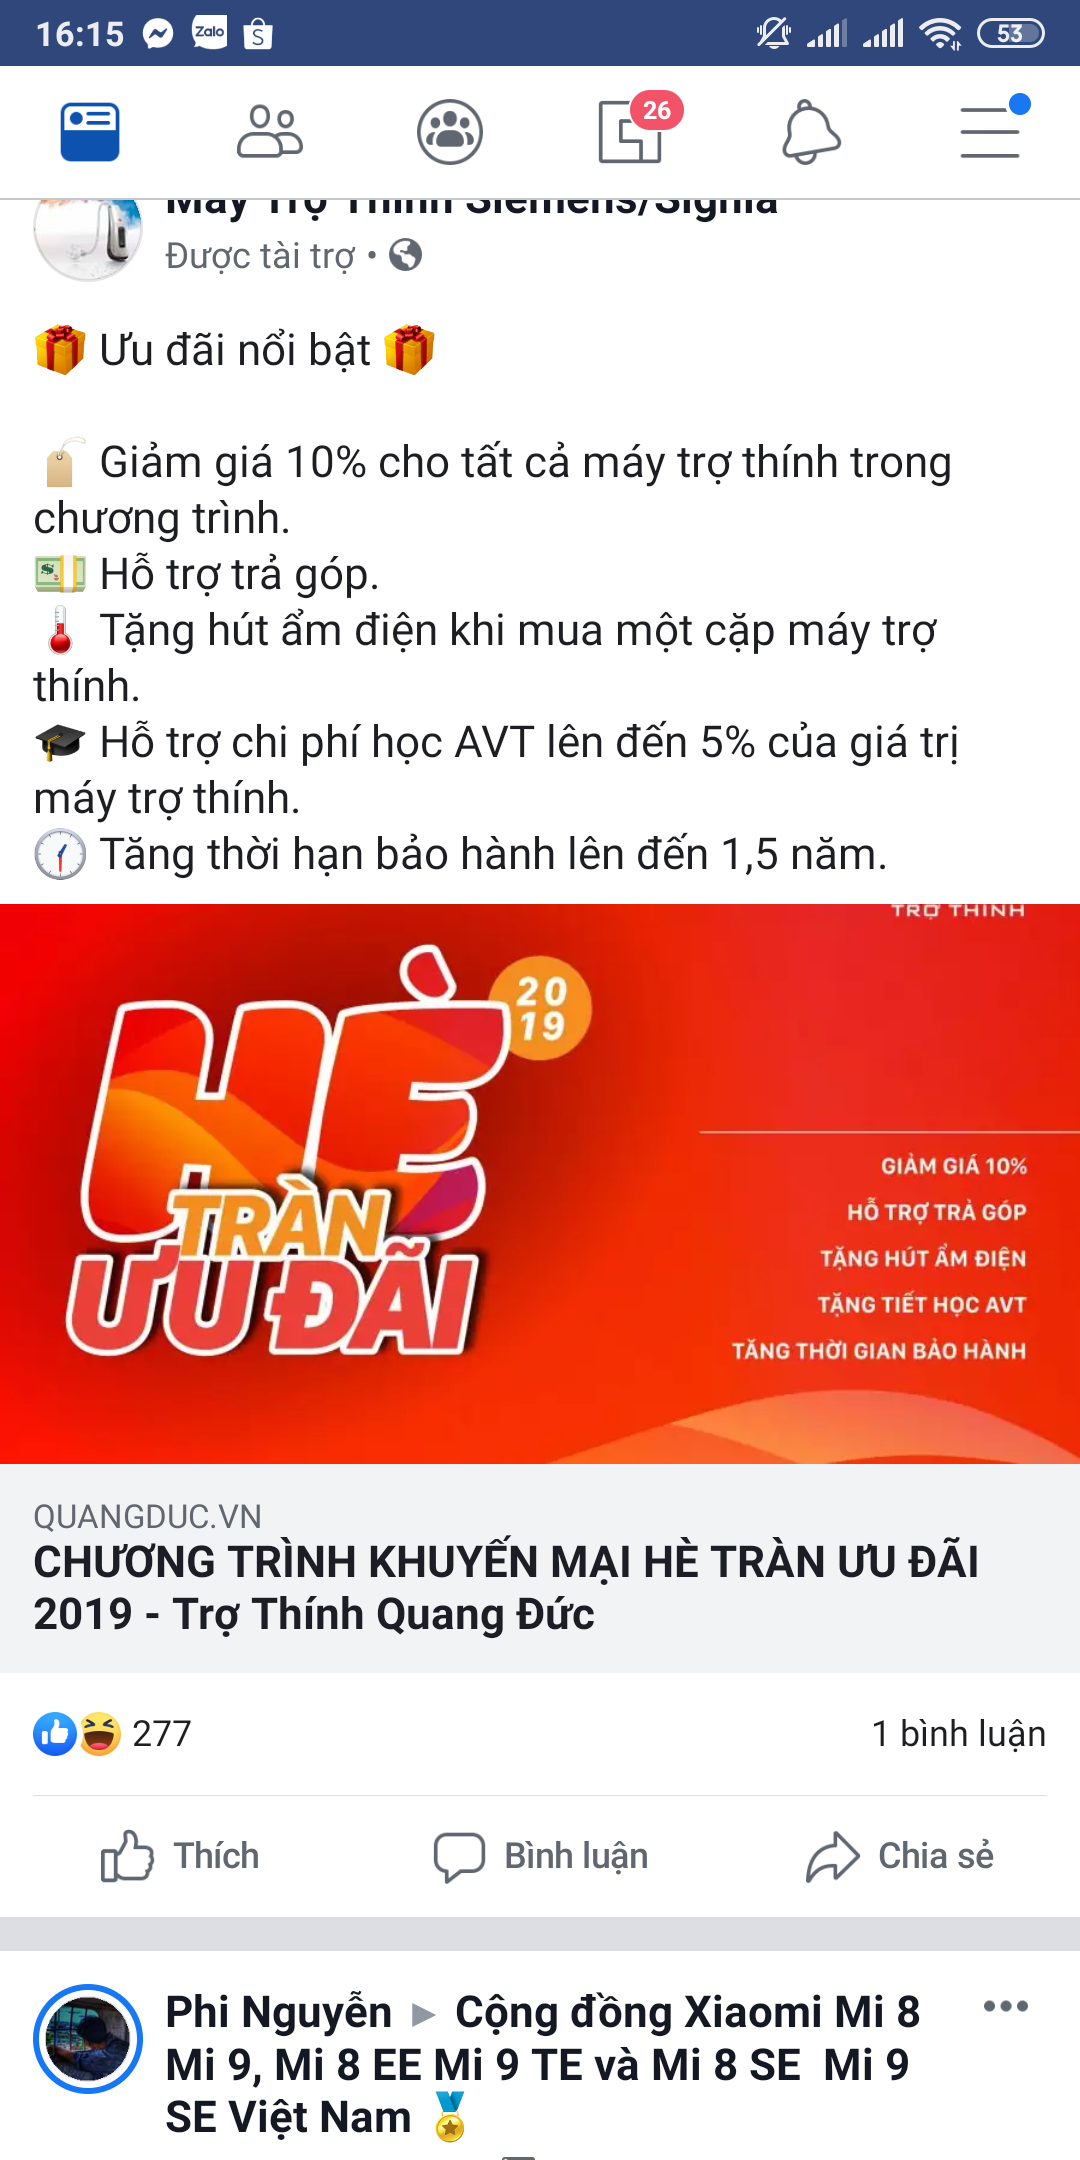 16:15
Zalo
53
26
Máy Trợ Thính Siemens/Signia
Được tài trợ •
Ưu đãi nổi bật
Giảm giá 10% cho tất cả máy trợ thính trong
chương trình.
Hỗ trợ trả góp.
Tặng hút ẩm điện khi mua một cặp máy trợ
thính.
Hỗ trợ chi phí học AVT lên đến 5% của giá trị
máy trợ thính.
Tăng thời hạn bảo hành lên đến 1,5 năm.
TRỢ THÍNH
HÈ
20
19
TRÀN
ƯU ĐÃI
GIẢM GIÁ 10%
HỖ TRỢ TRẢ GÓP
TẶNG HÚT ẨM ĐIỆN
TẶNG TIẾT HỌC AVT
TĂNG THỜI GIAN BẢO HÀNH
QUANGDUC.VN
CHƯƠNG TRÌNH KHUYẾN MẠI HÈ TRÀN ƯU ĐÃI
2019 - Trợ Thính Quang Đức
277
1 bình luận
Thích
Bình luận
Chia sẻ
Phi Nguyễn ▶ Cộng đồng Xiaomi Mi 8
Mi 9, Mi 8 EE Mi 9 TE và Mi 8 SE Mi 9
SE Việt Nam